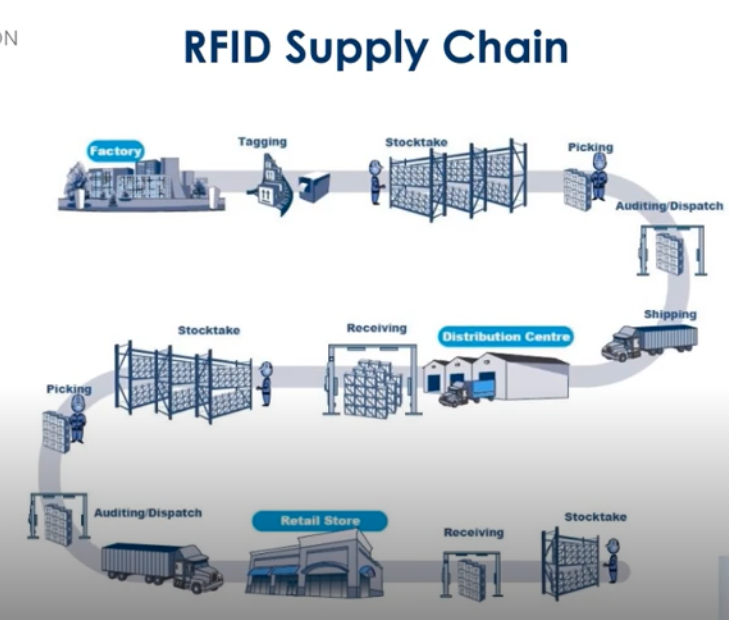 ON
RFID Supply Chain
Factory
Tagging
Stocktake
Picking
Auditing/Dispatch
Shipping
Distribution Centre
Receiving
Stocktake
Picking
Auditing/Dispatch
Retail Store
Receiving
Stocktake